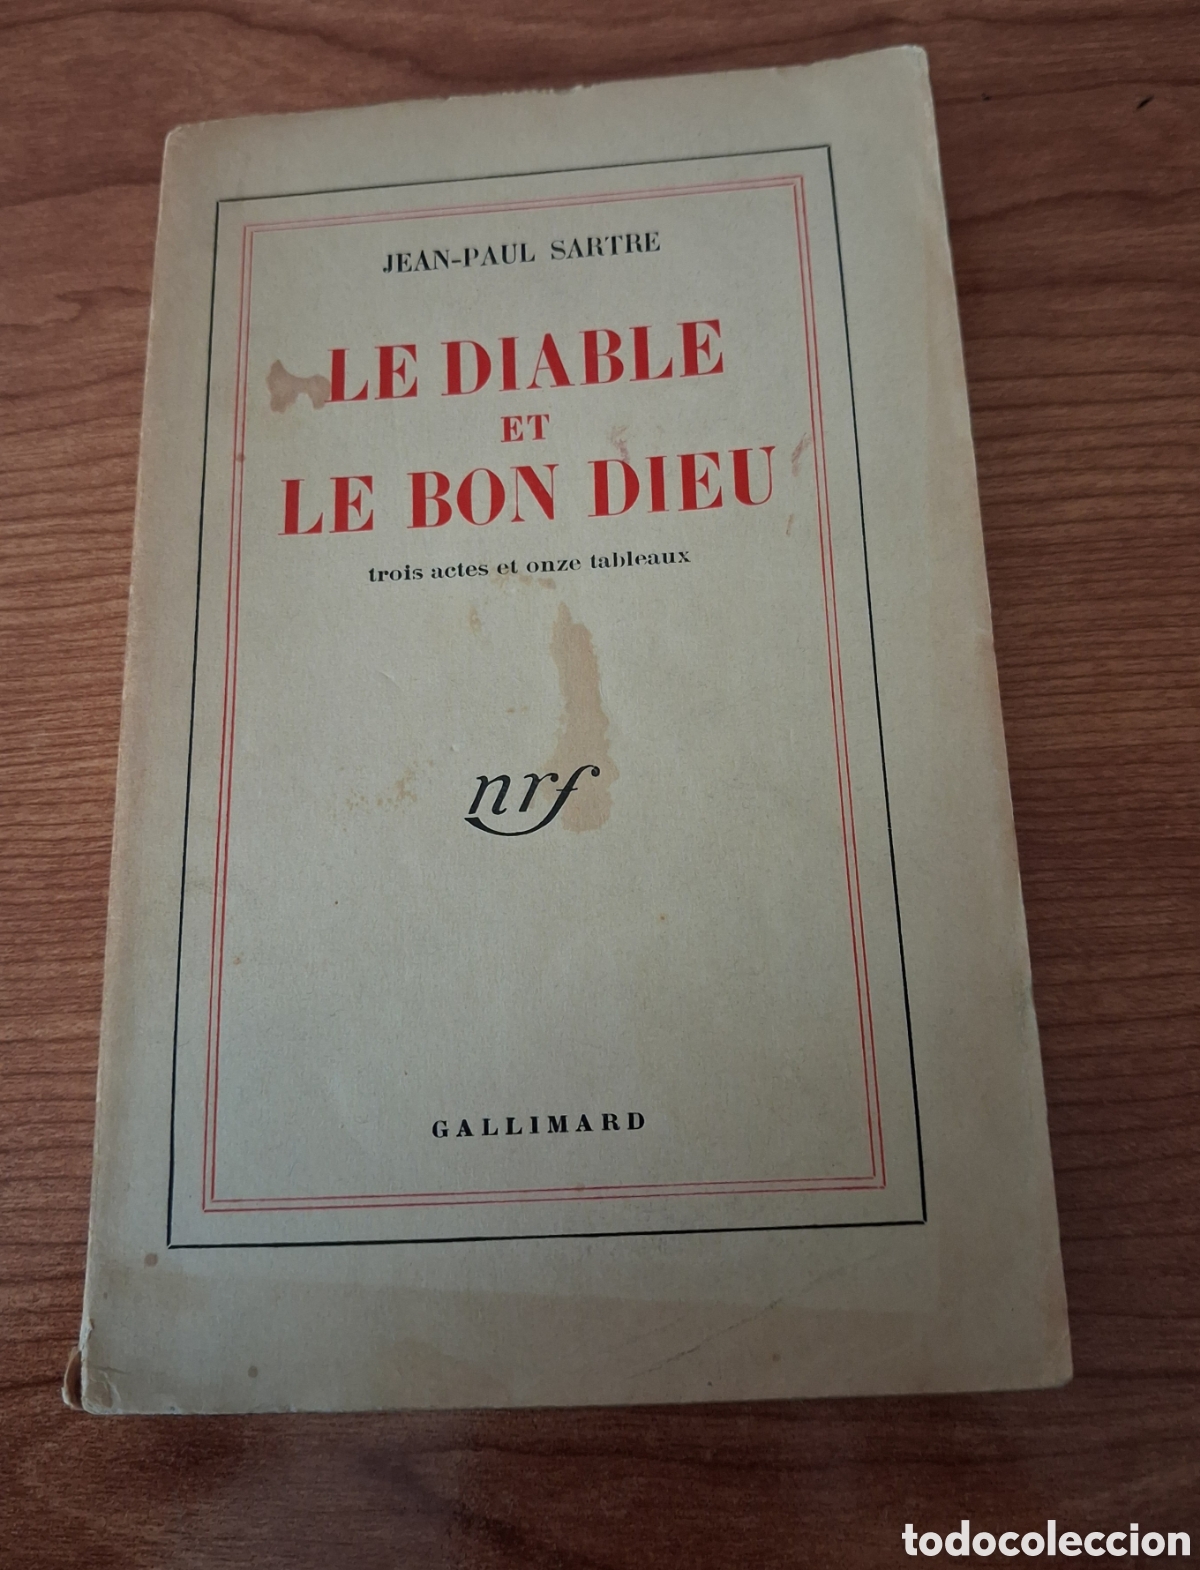 JEAN-PAUL SARTRE
LE DIABLE
ET
LE BON DIEU
trois actes et onze tableaux
nrf
GALLIMARD
todocoleccion